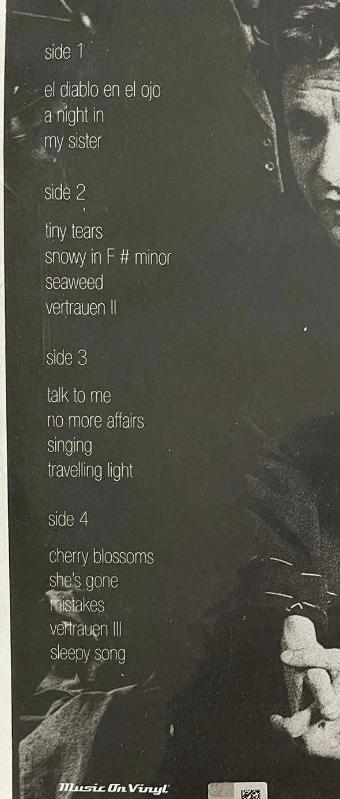 side 1
el diablo en el ojo
a night in
my sister
side 2
tiny tears
snowy in F # minor
seaweed
vertrauen II
side 3
talk to me
no more affairs
singing
travelling light
side 4
cherry blossoms
she's gone
mistakes
vertrauen III
sleepy song
Music On Vinyl